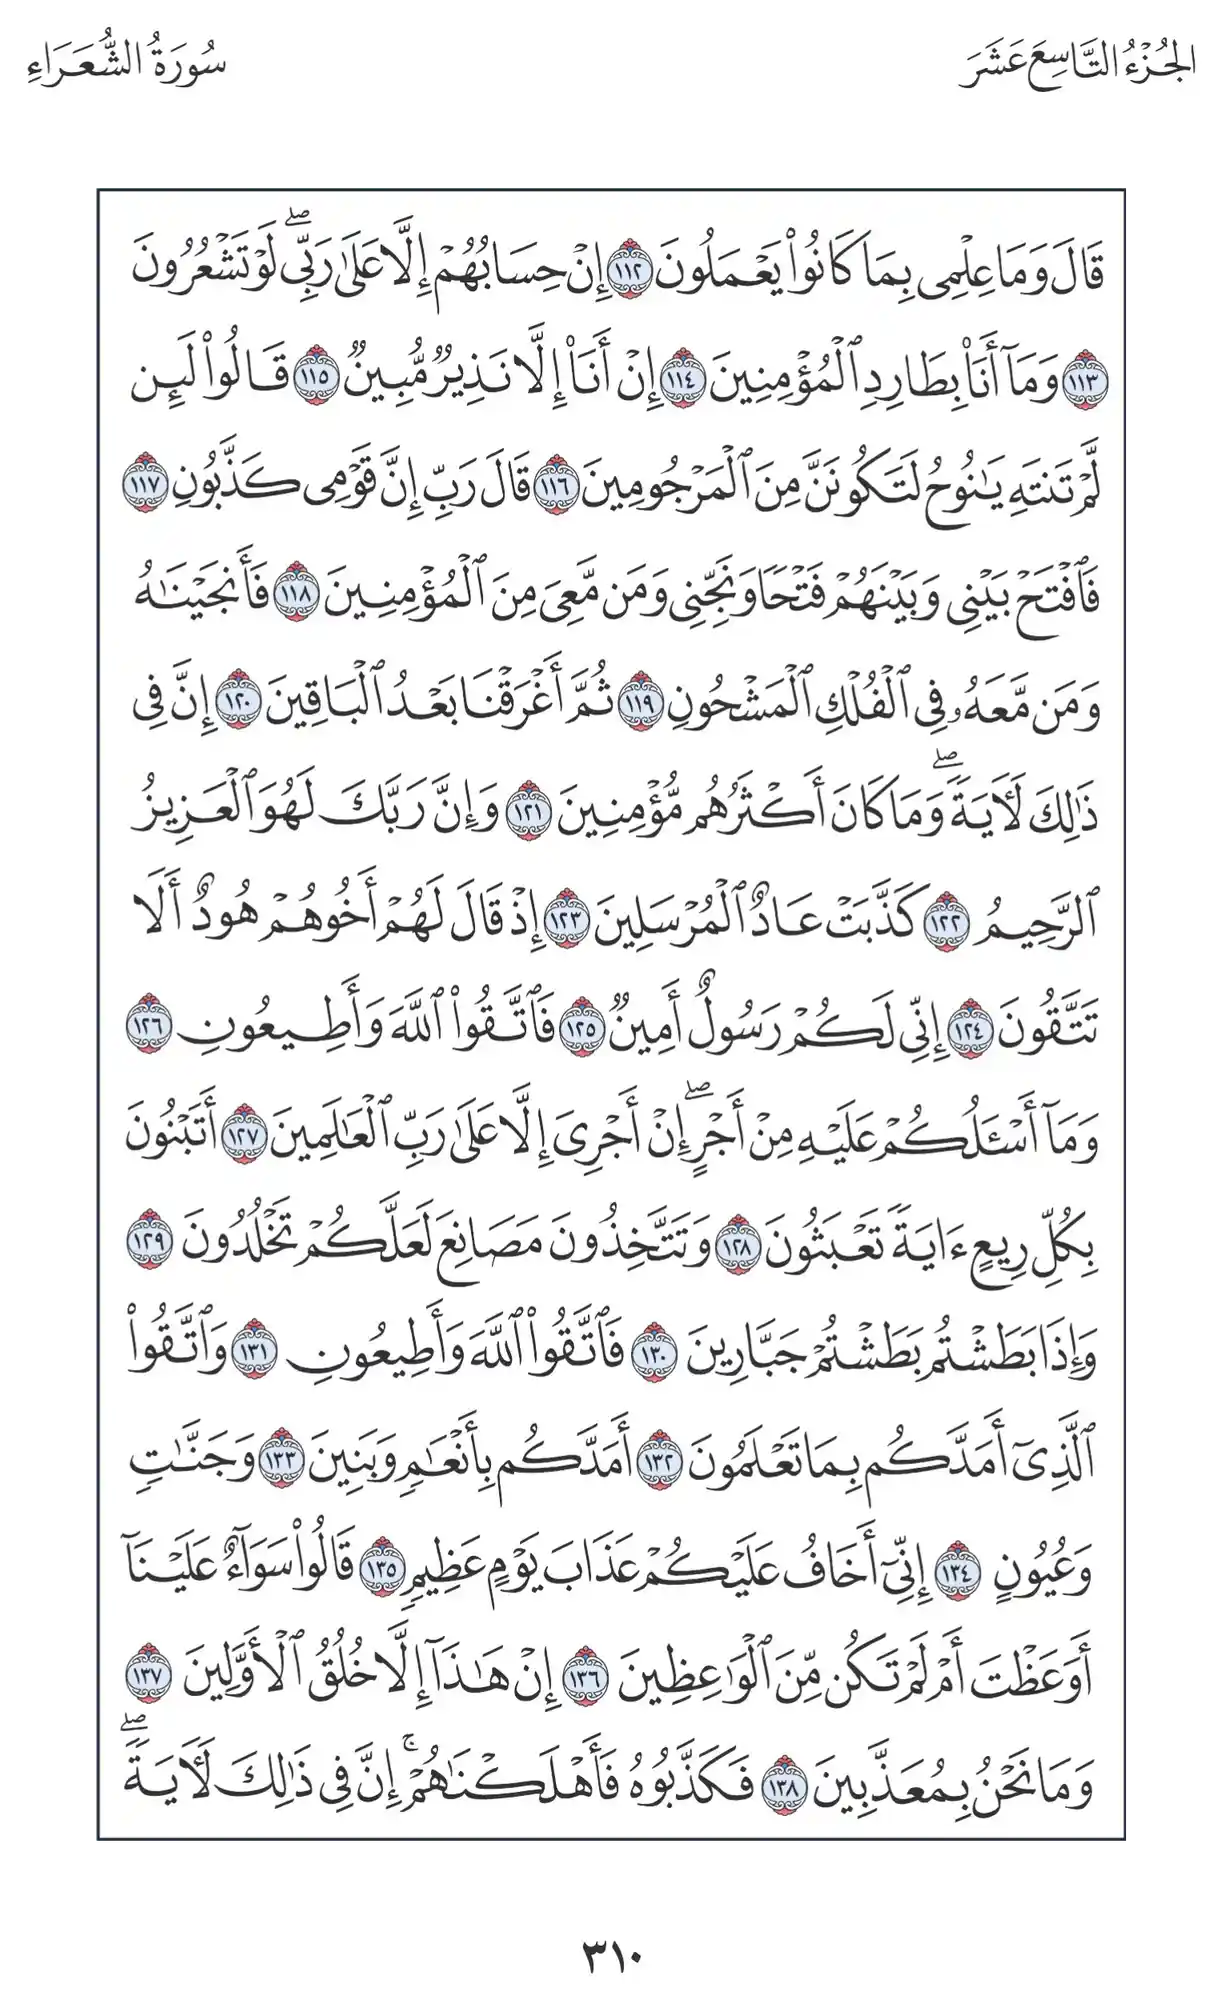 الجُزْءُ التَّاسِعَ عَشَرَ
سُورَةُ الشُّعَرَاءِ
قَالَ وَمَا عِلْمِى بِمَا كَانُوا۟ يَعْمَلُونَ ١١٢ إِنْ حِسَابُهُمْ إِلَّا عَلَىٰ رَبِّى ۖ لَوْ تَشْعُرُونَ
١١٣ وَمَآ أَنَا۠ بِطَارِدِ ٱلْمُؤْمِنِينَ ١١٤ إِنْ أَنَا۠ إِلَّا نَذِيرٌ مُّبِينٌ ١١٥ قَالُوا۟ لَئِن
لَّمْ تَنتَهِ يَـٰنُوحُ لَتَكُونَنَّ مِنَ ٱلْمَرْجُومِينَ ١١٦ قَالَ رَبِّ إِنَّ قَوْمِى كَذَّبُونِ ١١٧
فَٱفْتَحْ بَيْنِى وَبَيْنَهُمْ فَتْحًا وَنَجِّنِى وَمَن مَّعِىَ مِنَ ٱلْمُؤْمِنِينَ ١١٨ فَأَنجَيْنَـٰهُ
وَمَن مَّعَهُۥ فِى ٱلْفُلْكِ ٱلْمَشْحُونِ ١١٩ ثُمَّ أَغْرَقْنَا بَعْدُ ٱلْبَاقِينَ ١٢٠ إِنَّ فِى
ذَٰلِكَ لَـَٔايَةً ۖ وَمَا كَانَ أَكْثَرُهُم مُّؤْمِنِينَ ١٢١ وَإِنَّ رَبَّكَ لَهُوَ ٱلْعَزِيزُ
ٱلرَّحِيمُ ١٢٢ كَذَّبَتْ عَادٌ ٱلْمُرْسَلِينَ ١٢٣ إِذْ قَالَ لَهُمْ أَخُوهُمْ هُودٌ أَلَا
تَتَّقُونَ ١٢٤ إِنِّى لَكُمْ رَسُولٌ أَمِينٌ ١٢٥ فَٱتَّقُوا۟ ٱللَّهَ وَأَطِيعُونِ ١٢٦
وَمَآ أَسْـَٔلُكُمْ عَلَيْهِ مِنْ أَجْرٍ ۖ إِنْ أَجْرِىَ إِلَّا عَلَىٰ رَبِّ ٱلْعَـٰلَمِينَ ١٢٧ أَتَبْنُونَ
بِكُلِّ رِيعٍ ءَايَةً تَعْبَثُونَ ١٢٨ وَتَتَّخِذُونَ مَصَانِعَ لَعَلَّكُمْ تَخْلُدُونَ ١٢٩
وَإِذَا بَطَشْتُم بَطَشْتُمْ جَبَّارِينَ ١٣٠ فَٱتَّقُوا۟ ٱللَّهَ وَأَطِيعُونِ ١٣١ وَٱتَّقُوا۟
ٱلَّذِىٓ أَمَدَّكُم بِمَا تَعْلَمُونَ ١٣٢ أَمَدَّكُم بِأَنْعَـٰمٍ وَبَنِينَ ١٣٣ وَجَنَّـٰتٍ
وَعُيُونٍ ١٣٤ إِنِّىٓ أَخَافُ عَلَيْكُمْ عَذَابَ يَوْمٍ عَظِيمٍ ١٣٥ قَالُوا۟ سَوَآءٌ عَلَيْنَآ
أَوَعَظْتَ أَمْ لَمْ تَكُن مِّنَ ٱلْوَٰعِظِينَ ١٣٦ إِنْ هَـٰذَآ إِلَّا خُلُقُ ٱلْأَوَّلِينَ ١٣٧
وَمَا نَحْنُ بِمُعَذَّبِينَ ١٣٨ فَكَذَّبُوهُ فَأَهْلَكْنَـٰهُمْ ۚ إِنَّ فِى ذَٰلِكَ لَـَٔايَةً ۖ
٣١٠